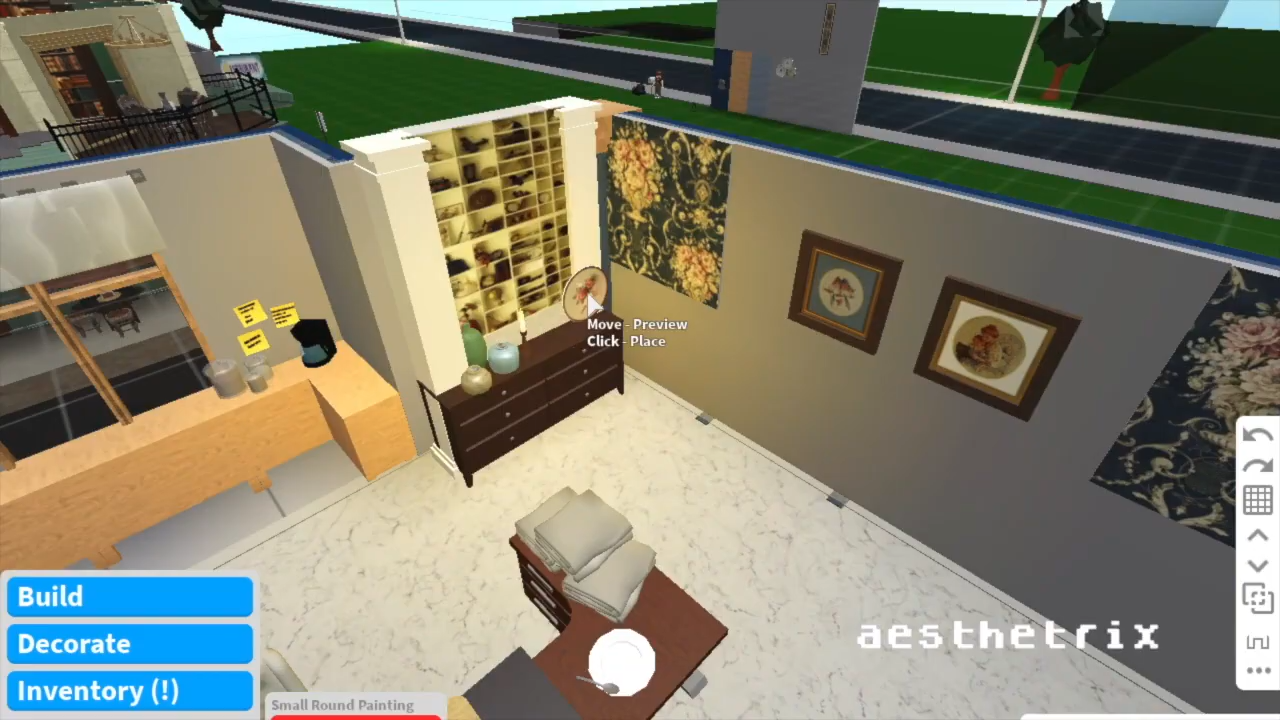 Move - Preview
Click - Place
Build
Decorate
aesthetrix
Inventory (!)
Small Round Painting